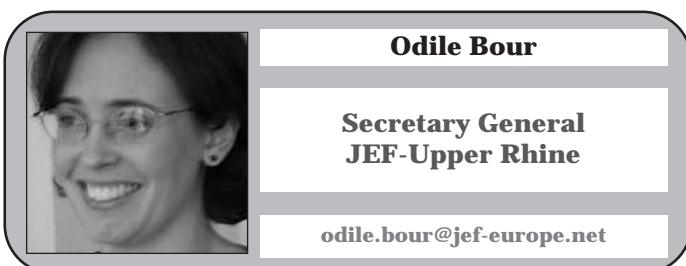 Odile Bour
Secretary General
JEF-Upper Rhine
odile.bour@jef-europe.net